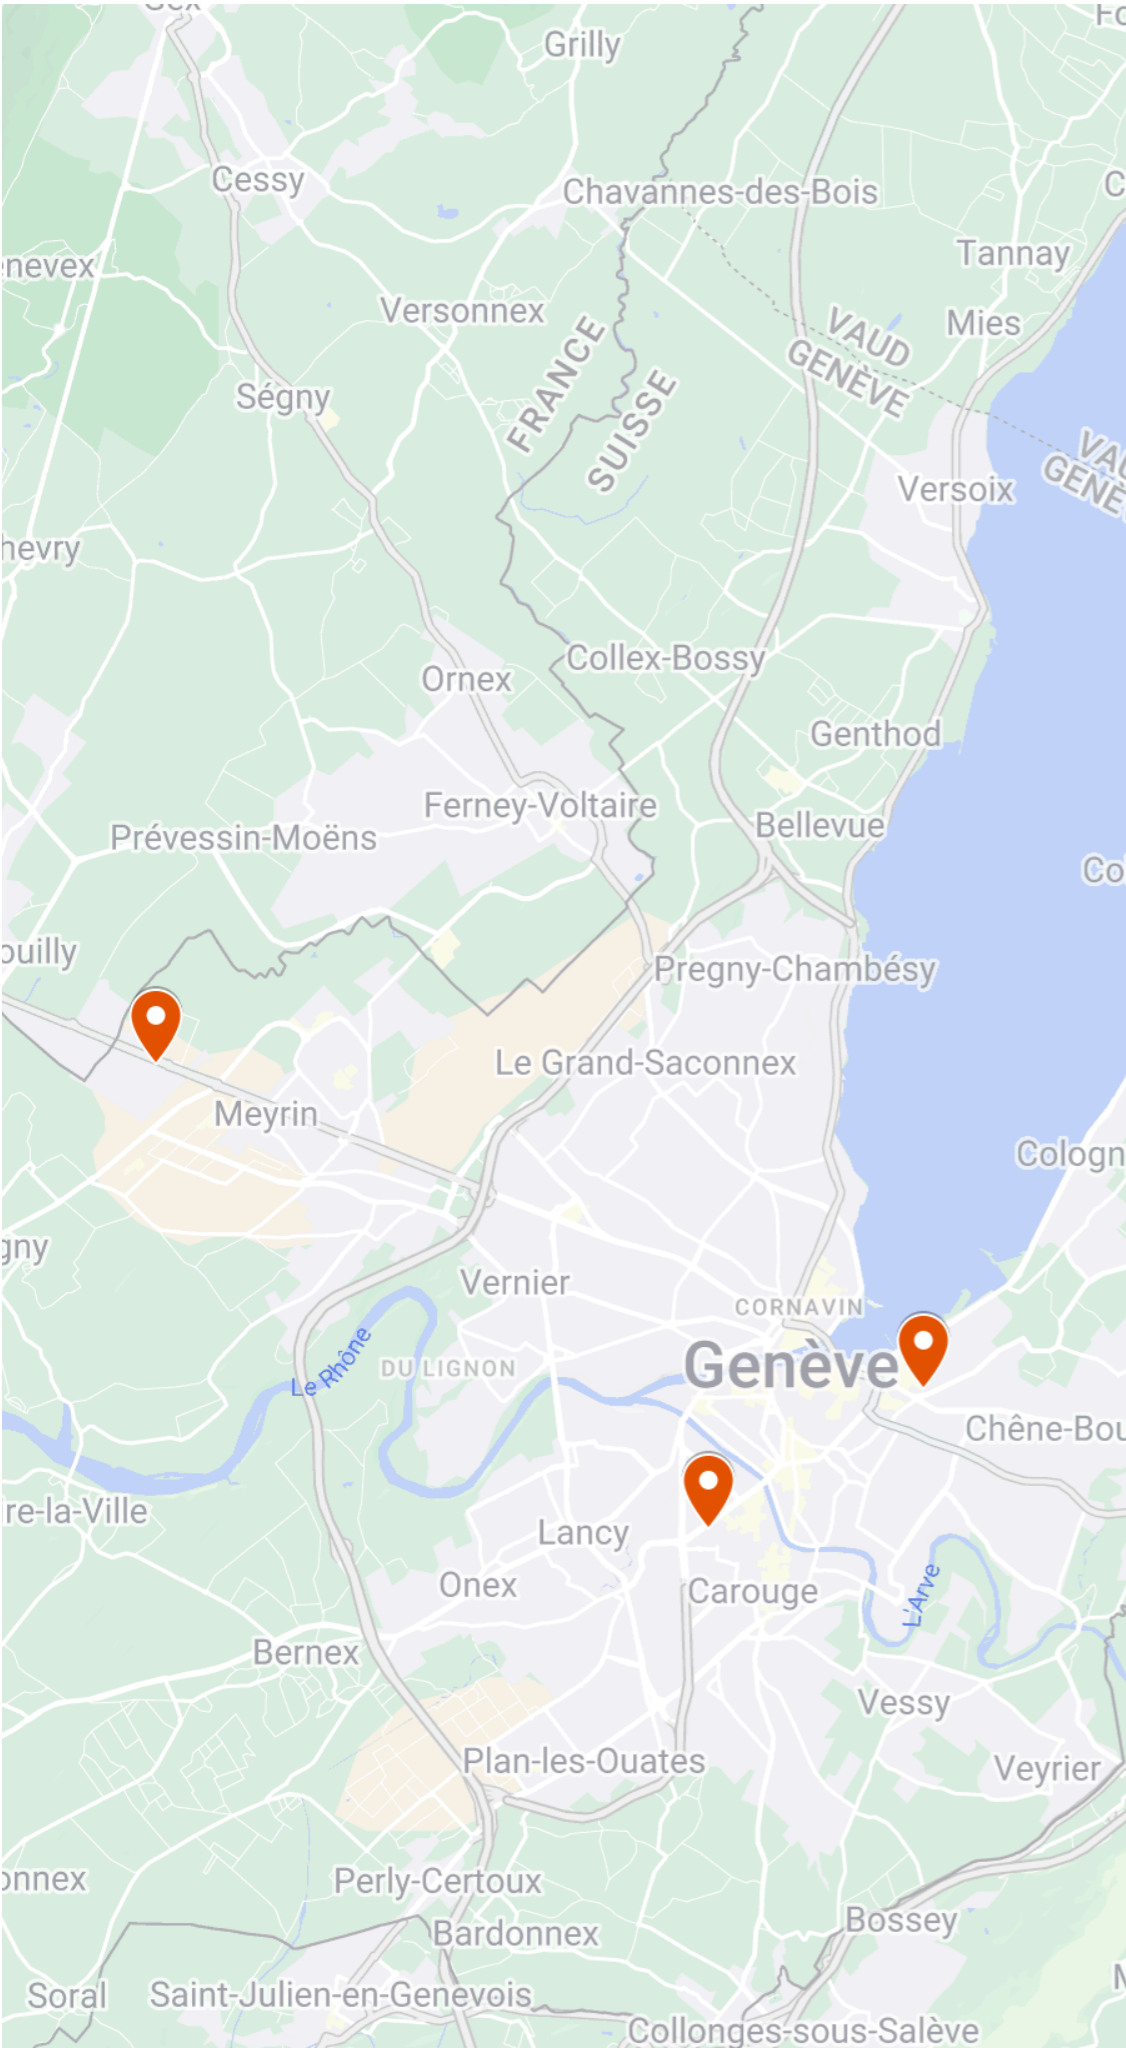 Grilly
Cessy
Chavannes-des-Bois
Tannay
Versonnex
Mies
VAUD
GENÈVE
FRANCE
SUISSE
Ségny
Versoix
Collex-Bossy
Ornex
Genthod
Ferney-Voltaire
Bellevue
Prévessin-Moëns
Pregny-Chambésy
Le Grand-Saconnex
Meyrin
Vernier
CORNAVIN
Le Rhône
DU LIGNON
Genève
Lancy
Onex
Carouge
L'Arve
Bernex
Vessy
Plan-les-Ouates
Veyrier
Perly-Certoux
Bossey
Bardonnex
Soral
Saint-Julien-en-Genevois
Collonges-sous-Salève